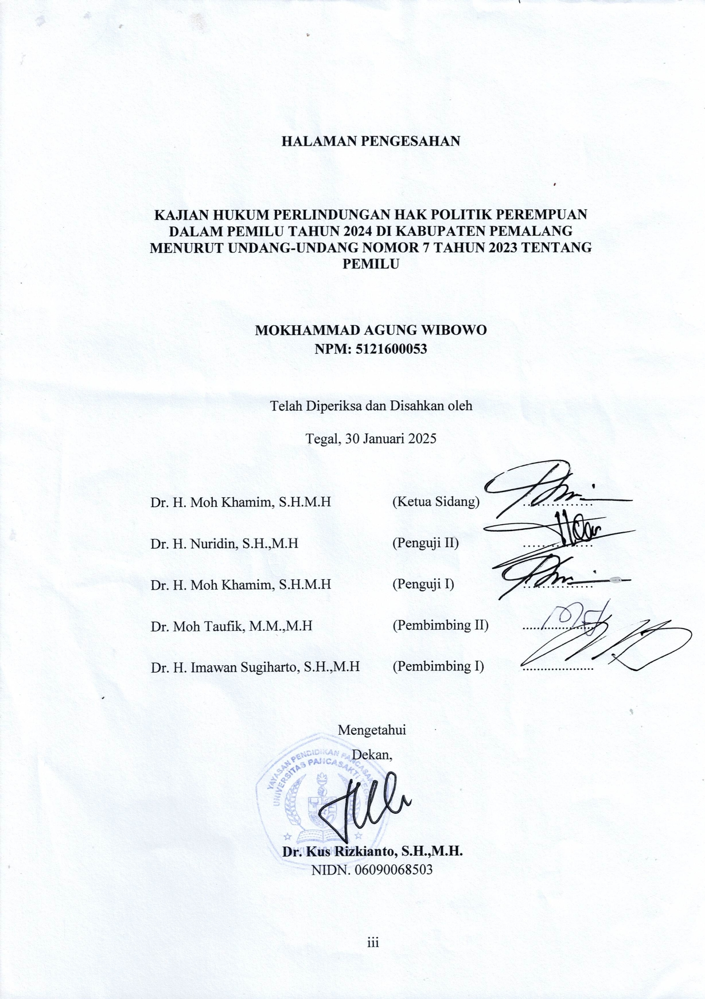 HALAMAN PENGESAHAN
KAJIAN HUKUM PERLINDUNGAN HAK POLITIK PEREMPUAN
DALAM PEMILU TAHUN 2024 DI KABUPATEN PEMALANG
MENURUT UNDANG-UNDANG NOMOR 7 TAHUN 2023 TENTANG
PEMILU
MOKHAMMAD AGUNG WIBOWO
NPM: 5121600053
Telah Diperiksa dan Disahkan oleh
Tegal, 30 Januari 2025
Dr. H. Moh Khamim, S.H.M.H (Ketua Sidang) ...................
Dr. H. Nuridin, S.H.,M.H (Penguji II) ...................
Dr. H. Moh Khamim, S.H.M.H (Penguji I) ...................
Dr. Moh Taufik, M.M.,M.H (Pembimbing II) ...................
Dr. H. Imawan Sugiharto, S.H.,M.H (Pembimbing I) ...................
Mengetahui
Dekan,
YAYASAN PENDIDIKAN PANCASAKTI
UNIVERSITAS PANCASAKTI TEGAL
Dr. Kus Rizkianto, S.H.,M.H.
NIDN. 06090068503
iii